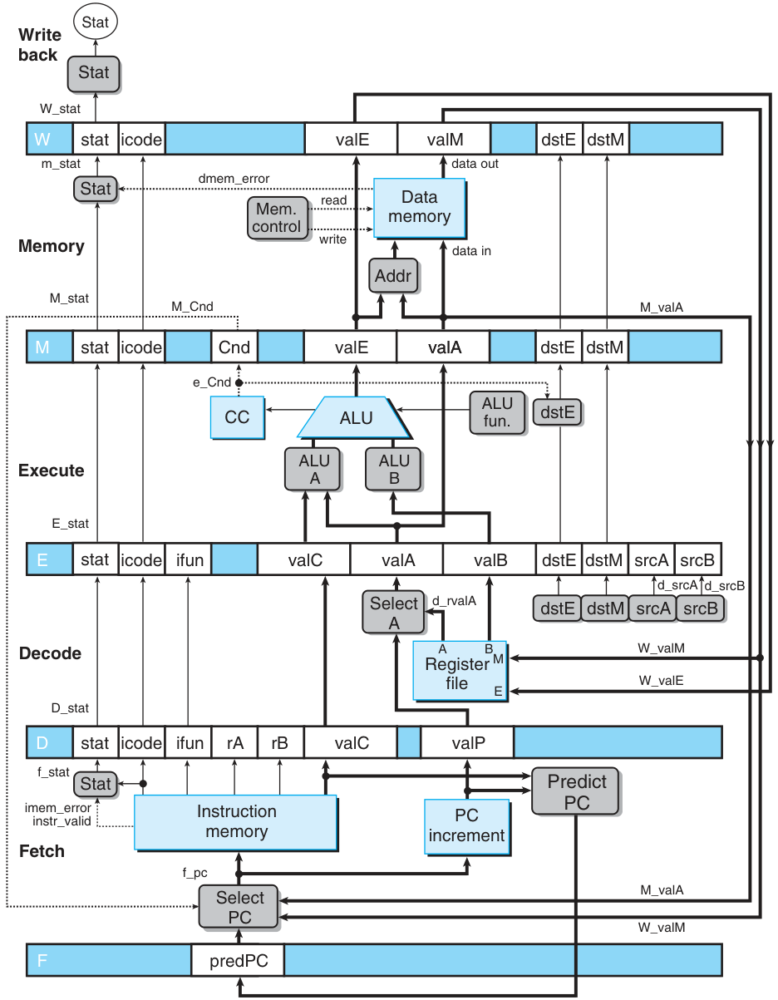 Stat
Write
back
Stat
W_stat
W
stat
icode
valE
valM
dstE
dstM
m_stat
data out
Stat
dmem_error
Data
memory
read
Mem.
control
write
Memory
data in
Addr
M_stat
M_Cnd
M_valA
M
stat
icode
Cnd
valE
valA
dstE
dstM
e_Cnd
CC
ALU
ALU
fun.
dstE
ALU
A
ALU
B
Execute
E_stat
E
stat
icode
ifun
valC
valA
valB
dstE
dstM
srcA
srcB
d_srcA
d_srcB
Select
A
d_rvalA
dstE
dstM
srcA
srcB
Decode
A
B
M
Register
file
E
W_valM
W_valE
D_stat
D
stat
icode
ifun
rA
rB
valC
valP
f_stat
Stat
Predict
PC
imem_error
instr_valid
Instruction
memory
PC
increment
Fetch
f_pc
Select
PC
M_valA
W_valM
F
predPC